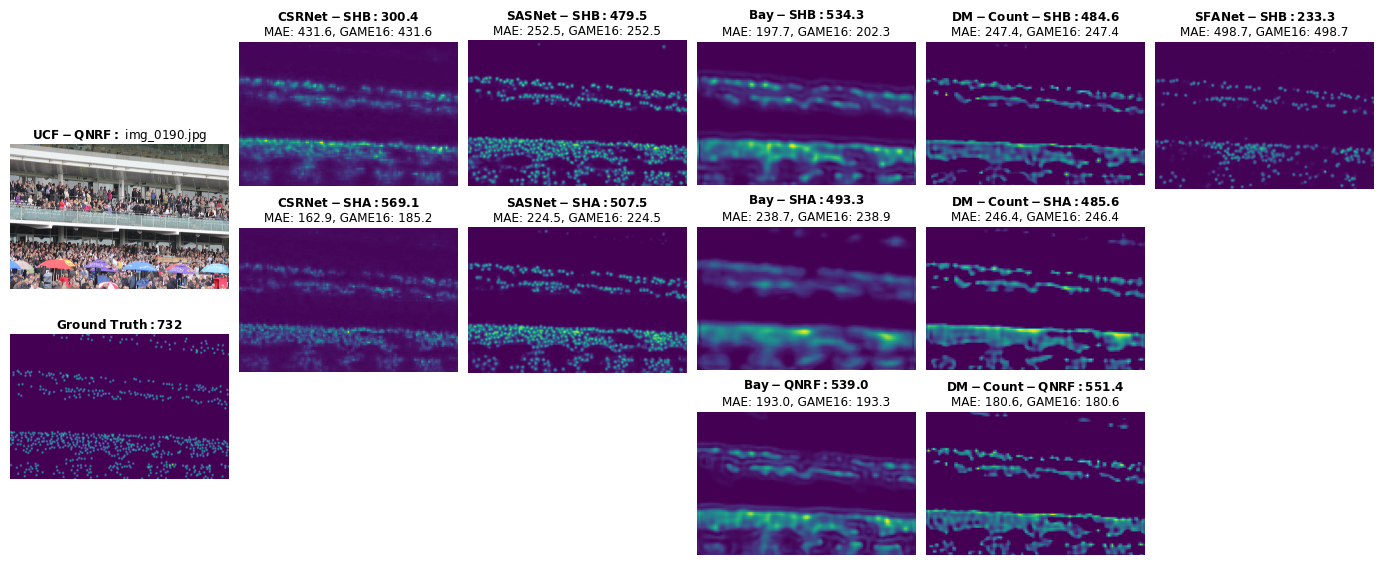 UCF − QNRF: img_0190.jpg
Ground Truth : 732
CSRNet − SHB : 300.4
MAE: 431.6, GAME16: 431.6
SASNet − SHB : 479.5
MAE: 252.5, GAME16: 252.5
Bay − SHB : 534.3
MAE: 197.7, GAME16: 202.3
DM − Count − SHB : 484.6
MAE: 247.4, GAME16: 247.4
SFANet − SHB : 233.3
MAE: 498.7, GAME16: 498.7
CSRNet − SHA : 569.1
MAE: 162.9, GAME16: 185.2
SASNet − SHA : 507.5
MAE: 224.5, GAME16: 224.5
Bay − SHA : 493.3
MAE: 238.7, GAME16: 238.9
DM − Count − SHA : 485.6
MAE: 246.4, GAME16: 246.4
Bay − QNRF : 539.0
MAE: 193.0, GAME16: 193.3
DM − Count − QNRF : 551.4
MAE: 180.6, GAME16: 180.6